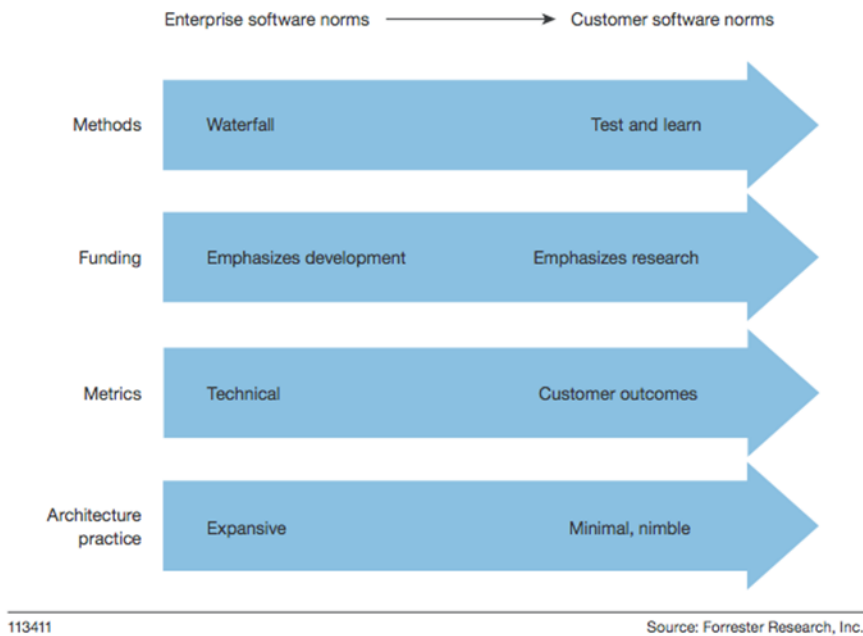 Enterprise software norms Customer software norms
Methods Waterfall Test and learn
Funding Emphasizes development Emphasizes research
Metrics Technical Customer outcomes
Architecture
practice Expansive Minimal, nimble
113411 Source: Forrester Research, Inc.